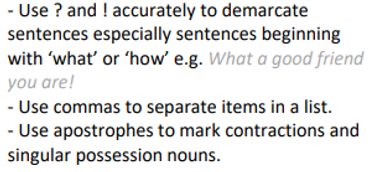 - Use ? and ! accurately to demarcate
sentences especially sentences beginning
with ‘what’ or ‘how’ e.g. What a good friend
you are!
- Use commas to separate items in a list.
- Use apostrophes to mark contractions and
singular possession nouns.